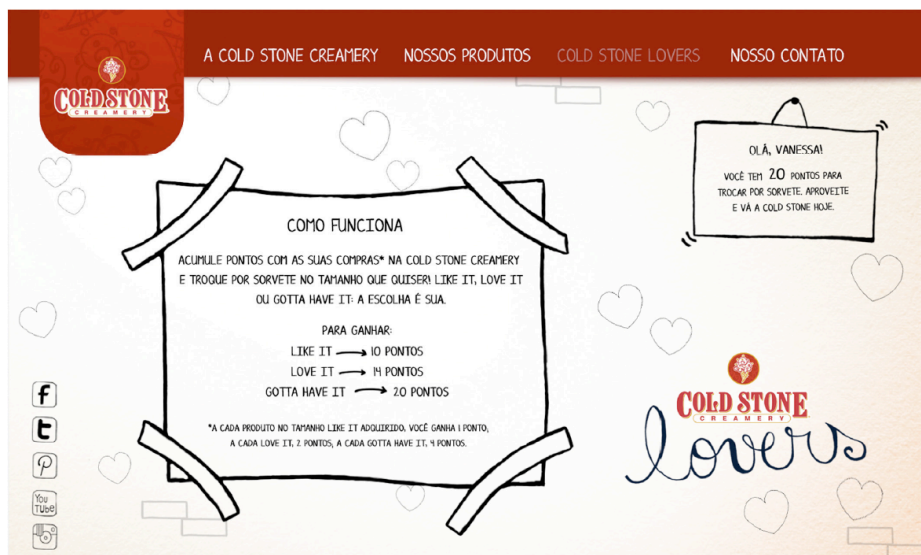 A COLD STONE CREAMERY NOSSOS PRODUTOS COLD STONE LOVERS NOSSO CONTATO
COLD STONE
CREAMERY
OLÁ, VANESSA!
VOCÊ TEM 20 PONTOS PARA
TROCAR POR SORVETE. APROVEITE
E VÁ A COLD STONE HOJE.
COMO FUNCIONA
ACUMULE PONTOS COM AS SUAS COMPRAS* NA COLD STONE CREAMERY
E TROQUE POR SORVETE NO TAMANHO QUE QUISER! LIKE IT, LOVE IT
OU GOTTA HAVE IT: A ESCOLHA É SUA.
PARA GANHAR:
LIKE IT → 10 PONTOS
LOVE IT → 14 PONTOS
GOTTA HAVE IT → 20 PONTOS
*A CADA PRODUTO NO TAMANHO LIKE IT ADQUIRIDO, VOCÊ GANHA 1 PONTO,
A CADA LOVE IT, 2 PONTOS, A CADA GOTTA HAVE IT, 4 PONTOS.
COLD STONE
CREAMERY
lovers
f
t
P
You
Tube